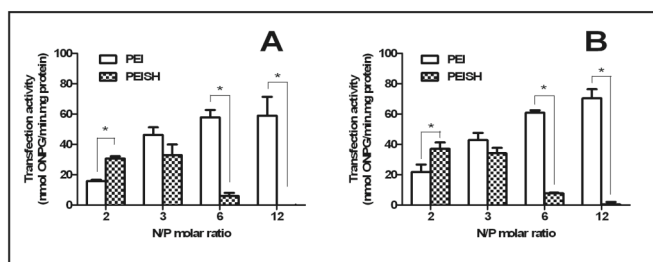 A
PEI
PEISH
Transfection activity
(nmol ONPG/min.mg protein)
100
80
60
40
20
0
*
*
*
2 3 6 12
N/P molar ratio
B
PEI
PEISH
Transfection activity
(nmol ONPG/min.mg protein)
100
80
60
40
20
0
*
*
*
2 3 6 12
N/P molar ratio